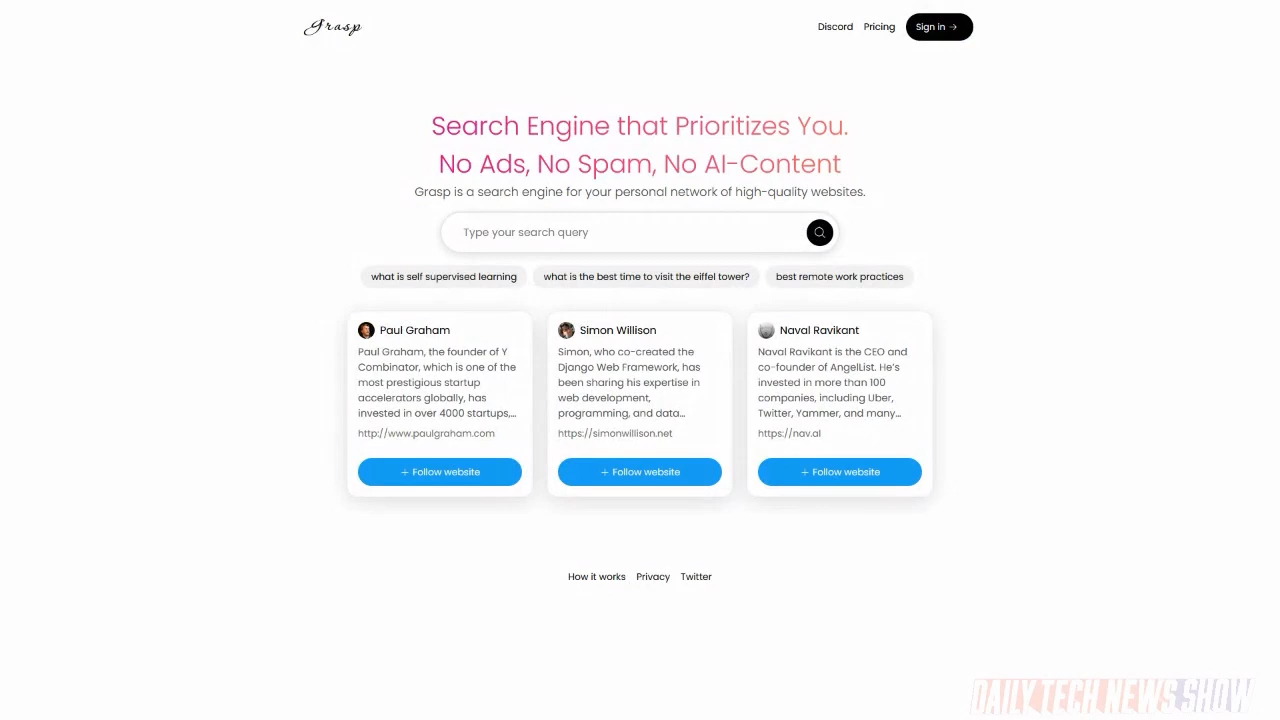 Grasp
Discord Pricing Sign in →
Search Engine that Prioritizes You.
No Ads, No Spam, No AI-Content
Grasp is a search engine for your personal network of high-quality websites.
Type your search query
what is self supervised learning
what is the best time to visit the eiffel tower?
best remote work practices
Paul Graham
Paul Graham, the founder of Y
Combinator, which is one of the
most prestigious startup
accelerators globally, has
invested in over 4000 startups,...
http://www.paulgraham.com
+ Follow website
Simon Willison
Simon, who co-created the
Django Web Framework, has
been sharing his expertise in
web development,
programming, and data...
https://simonwillison.net
+ Follow website
Naval Ravikant
Naval Ravikant is the CEO and
co-founder of AngelList. He's
invested in more than 100
companies, including Uber,
Twitter, Yammer, and many...
https://nav.al
+ Follow website
How it works Privacy Twitter
DAILY TECH NEWS SHOW